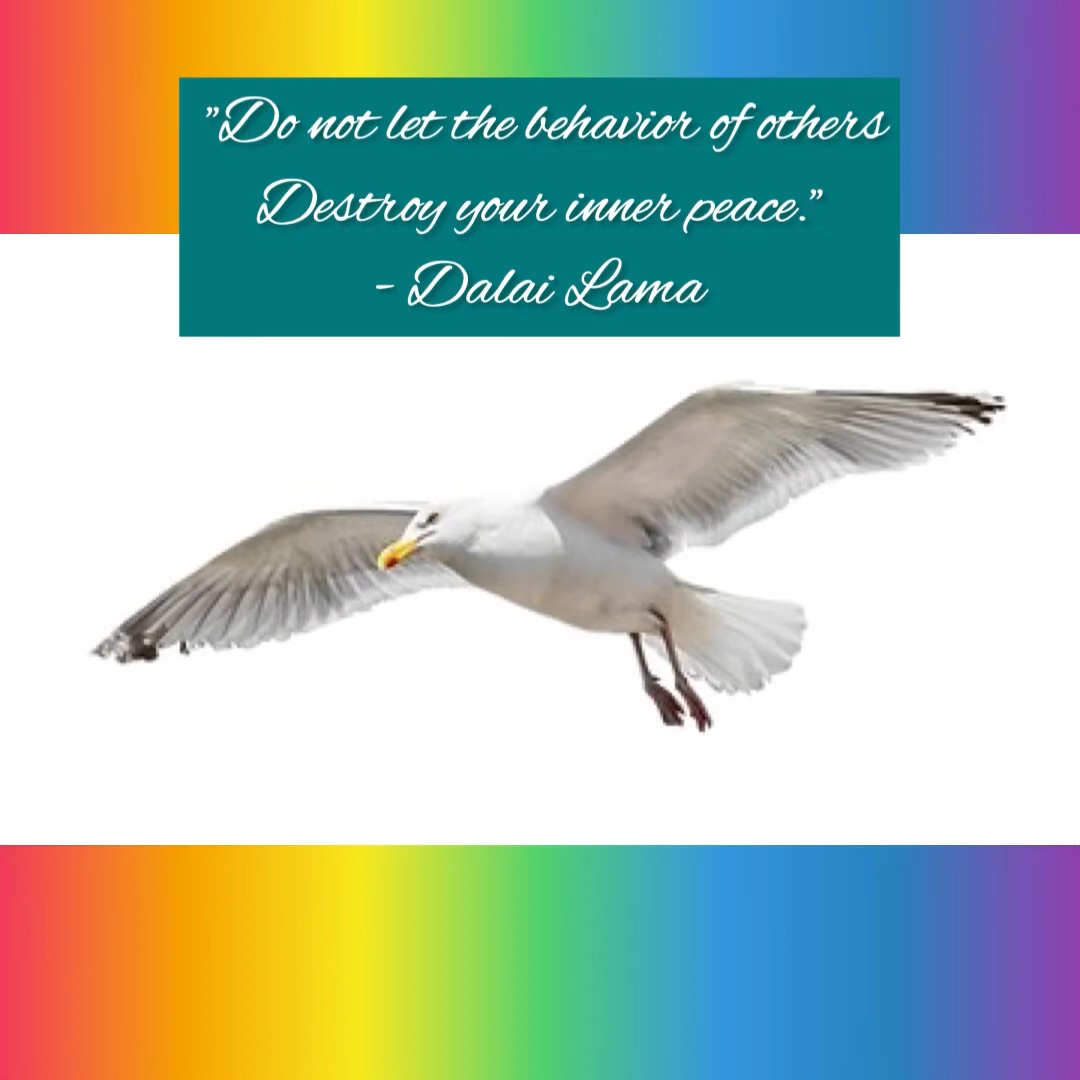 ”Do not let the behavior of others
Destroy your inner peace.”
- Dalai Lama